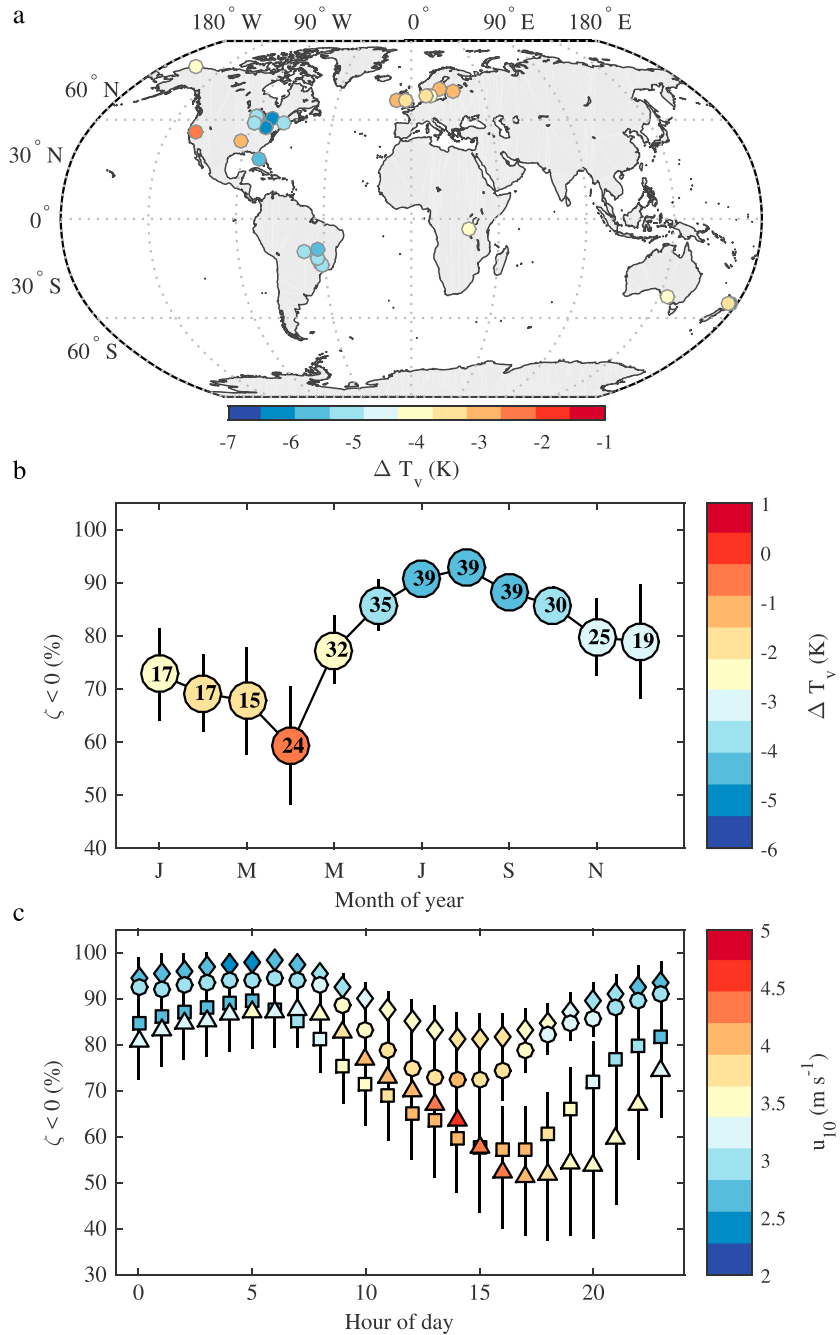 a
180° W 90° W 0° 90° E 180° E
60° N
30° N
0°
30° S
60° S
-7 -6 -5 -4 -3 -2 -1
Δ T_v (K)
b
100
90
80
70
60
50
40
ζ < 0 (%)
17 17 15 24 32 35 39 39 39 30 25 19
J M M J S N
Month of year
1
0
-1
-2
-3
-4
-5
-6
Δ T_v (K)
c
100
90
80
70
60
50
40
30
ζ < 0 (%)
0 5 10 15 20
Hour of day
5
4.5
4
3.5
3
2.5
2
u_10 (m s^-1)